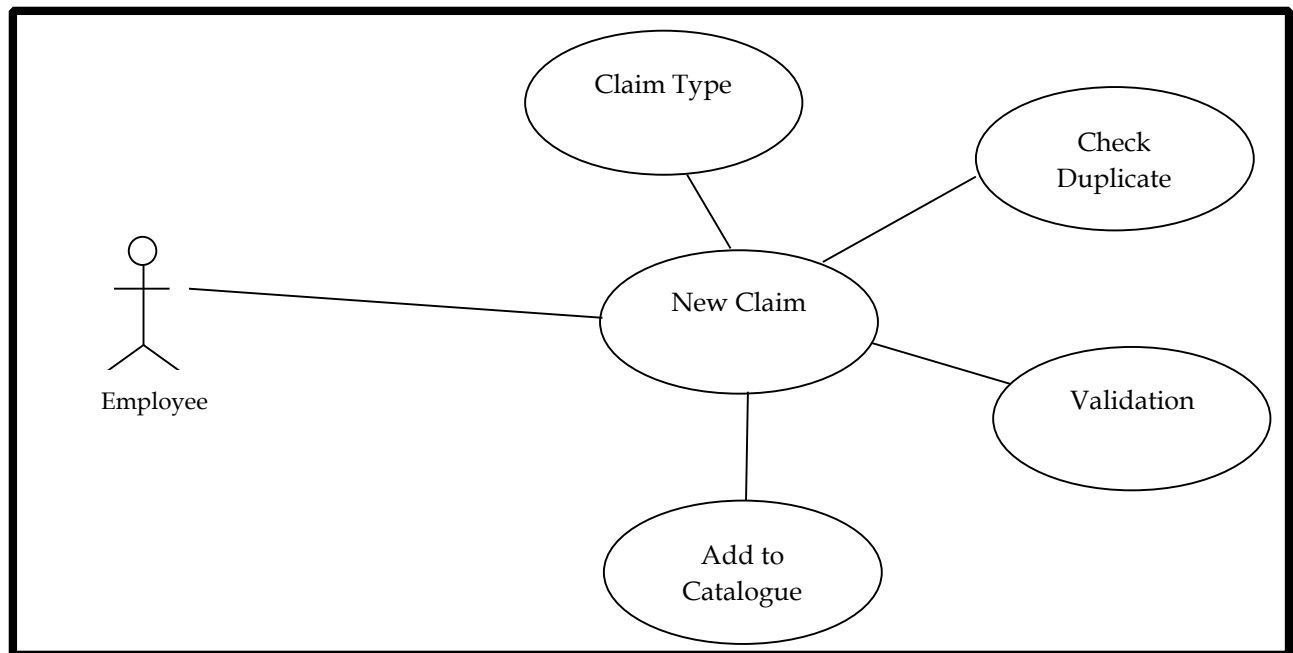 Claim Type
Check
Duplicate
New Claim
Employee
Validation
Add to
Catalogue